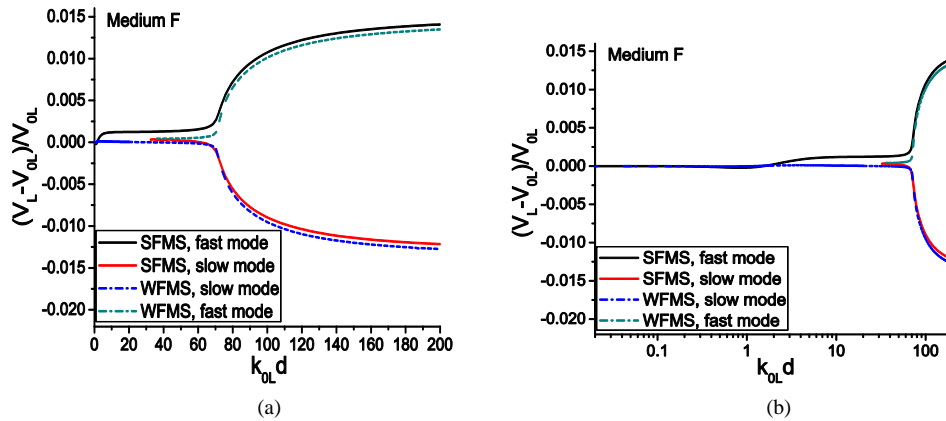 Medium F
0.015
0.010
0.005
0.000
-0.005
-0.010
-0.015
-0.020
(V_L-V_0L)/V_0L
SFMS, fast mode
SFMS, slow mode
WFMS, slow mode
WFMS, fast mode
0 20 40 60 80 100 120 140 160 180 200
k_0L d
(a)
Medium F
0.015
0.010
0.005
0.000
-0.005
-0.010
-0.015
-0.020
(V_L-V_0L)/V_0L
SFMS, fast mode
SFMS, slow mode
WFMS, slow mode
WFMS, fast mode
0.1 1 10 100
k_0L d
(b)